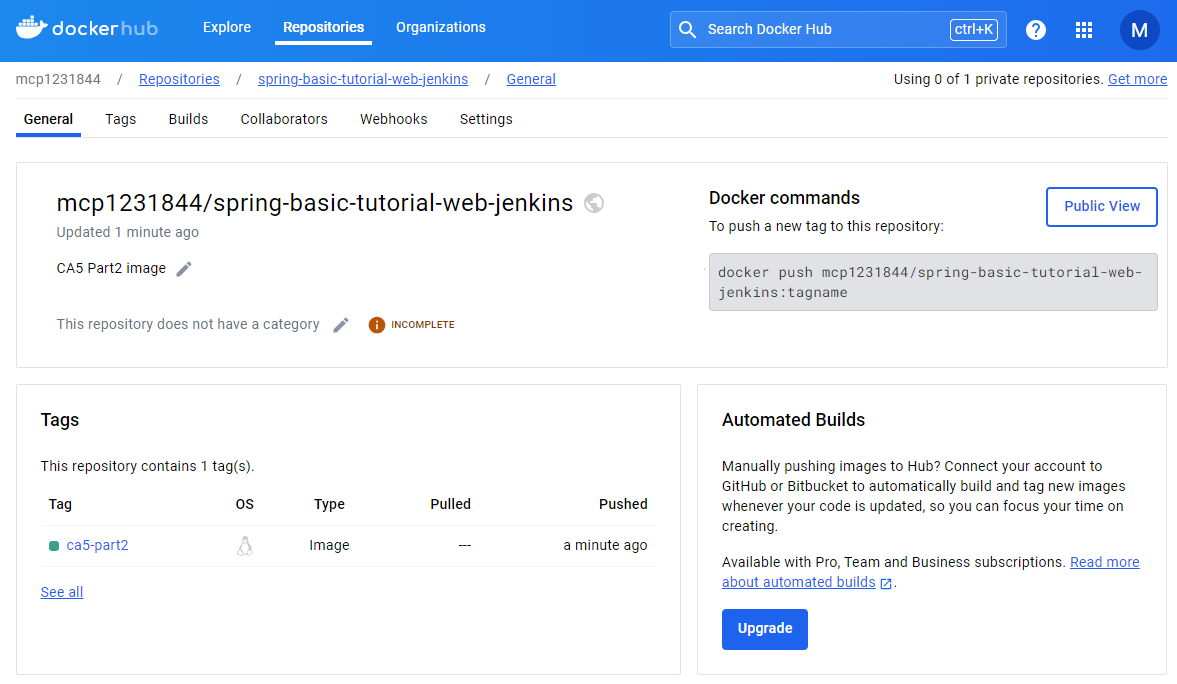 dockerhub
Explore
Repositories
Organizations
Search Docker Hub
ctrl+K
?
M
mcp1231844 / Repositories / spring-basic-tutorial-web-jenkins / General
Using 0 of 1 private repositories. Get more
General
Tags
Builds
Collaborators
Webhooks
Settings
mcp1231844/spring-basic-tutorial-web-jenkins
Updated 1 minute ago
CA5 Part2 image
This repository does not have a category
INCOMPLETE
Docker commands
Public View
To push a new tag to this repository:
docker push mcp1231844/spring-basic-tutorial-web-
jenkins:tagname
Tags
This repository contains 1 tag(s).
Tag OS Type Pulled Pushed
ca5-part2 Image --- a minute ago
See all
Automated Builds
Manually pushing images to Hub? Connect your account to
GitHub or Bitbucket to automatically build and tag new images
whenever your code is updated, so you can focus your time on
creating.
Available with Pro, Team and Business subscriptions. Read more
about automated builds .
Upgrade